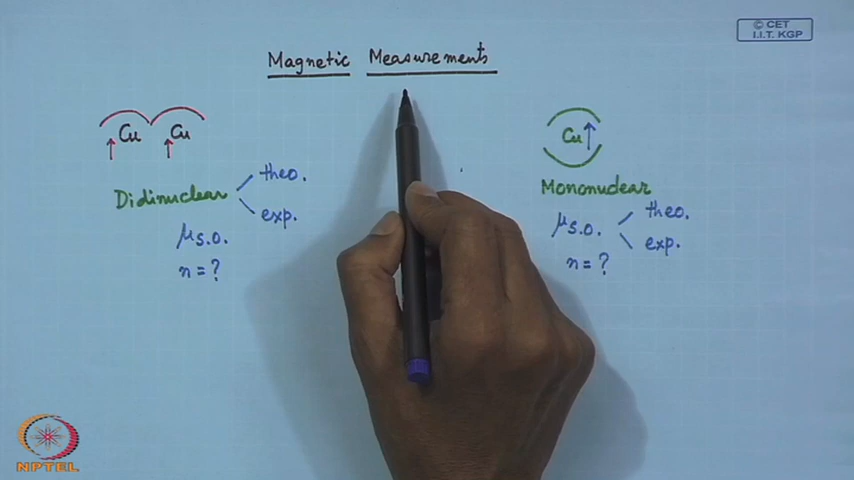 © CET
I.I.T. KGP
Magnetic Measurements
Cu Cu
Didinuclear
theo.
exp.
μs.o.
n = ?
Cu
Mononuclear
μs.o.
theo.
exp.
n = ?
NPTEL